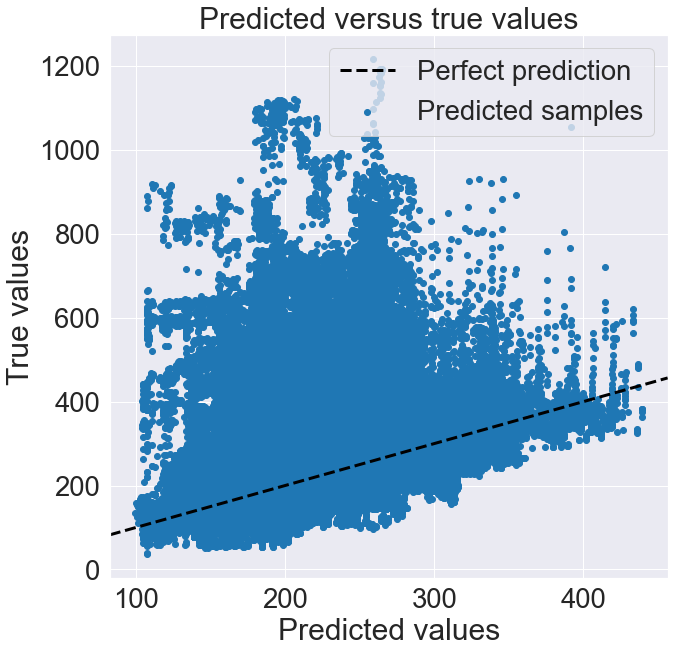 Predicted versus true values
Perfect prediction
Predicted samples
1200
1000
800
600
400
200
0
True values
100 200 300 400
Predicted values